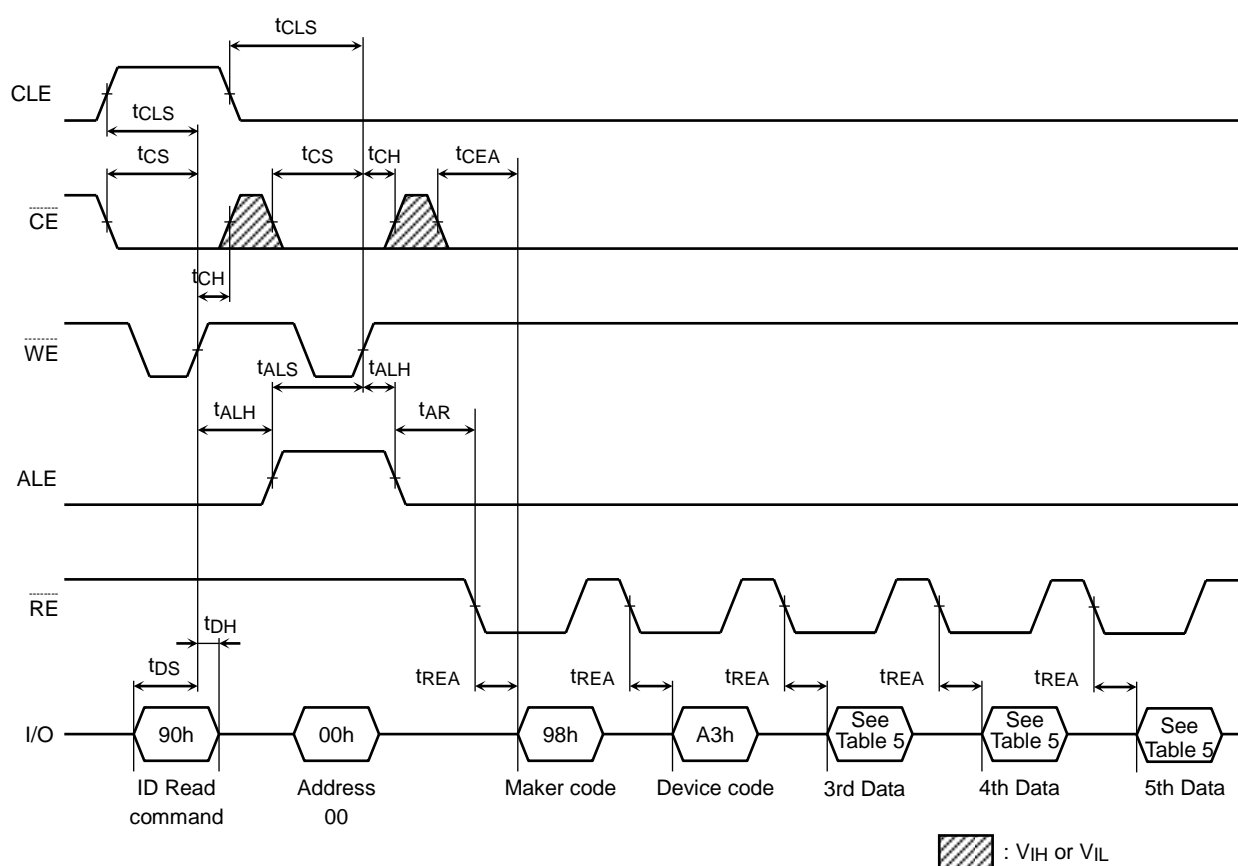 tCLS
CLE
tCLS
tCS
tCS
tCH
tCEA
CE
tCH
WE
tALS
tALH
tALH
tAR
ALE
RE
tDH
tDS
tREA
tREA
tREA
tREA
tREA
I/O
90h
00h
98h
A3h
See
Table 5
See
Table 5
See
Table 5
ID Read
command
Address
00
Maker code
Device code
3rd Data
4th Data
5th Data
: VIH or VIL